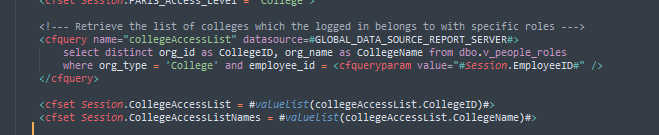 <cfset Session.PARIS_Access_Level = "College">
<!--- Retrieve the list of colleges which the logged in belongs to with specific roles --->
<cfquery name="collegeAccessList" datasource=#GLOBAL_DATA_SOURCE_REPORT_SERVER#>
select distinct org_id as CollegeID, org_name as CollegeName from dbo.v_people_roles
where org_type = 'College' and employee_id = <cfqueryparam value="#Session.EmployeeID#" />
</cfquery>
<cfset Session.CollegeAccessList = #valuelist(collegeAccessList.CollegeID)#>
<cfset Session.CollegeAccessListNames = #valuelist(collegeAccessList.CollegeName)#>